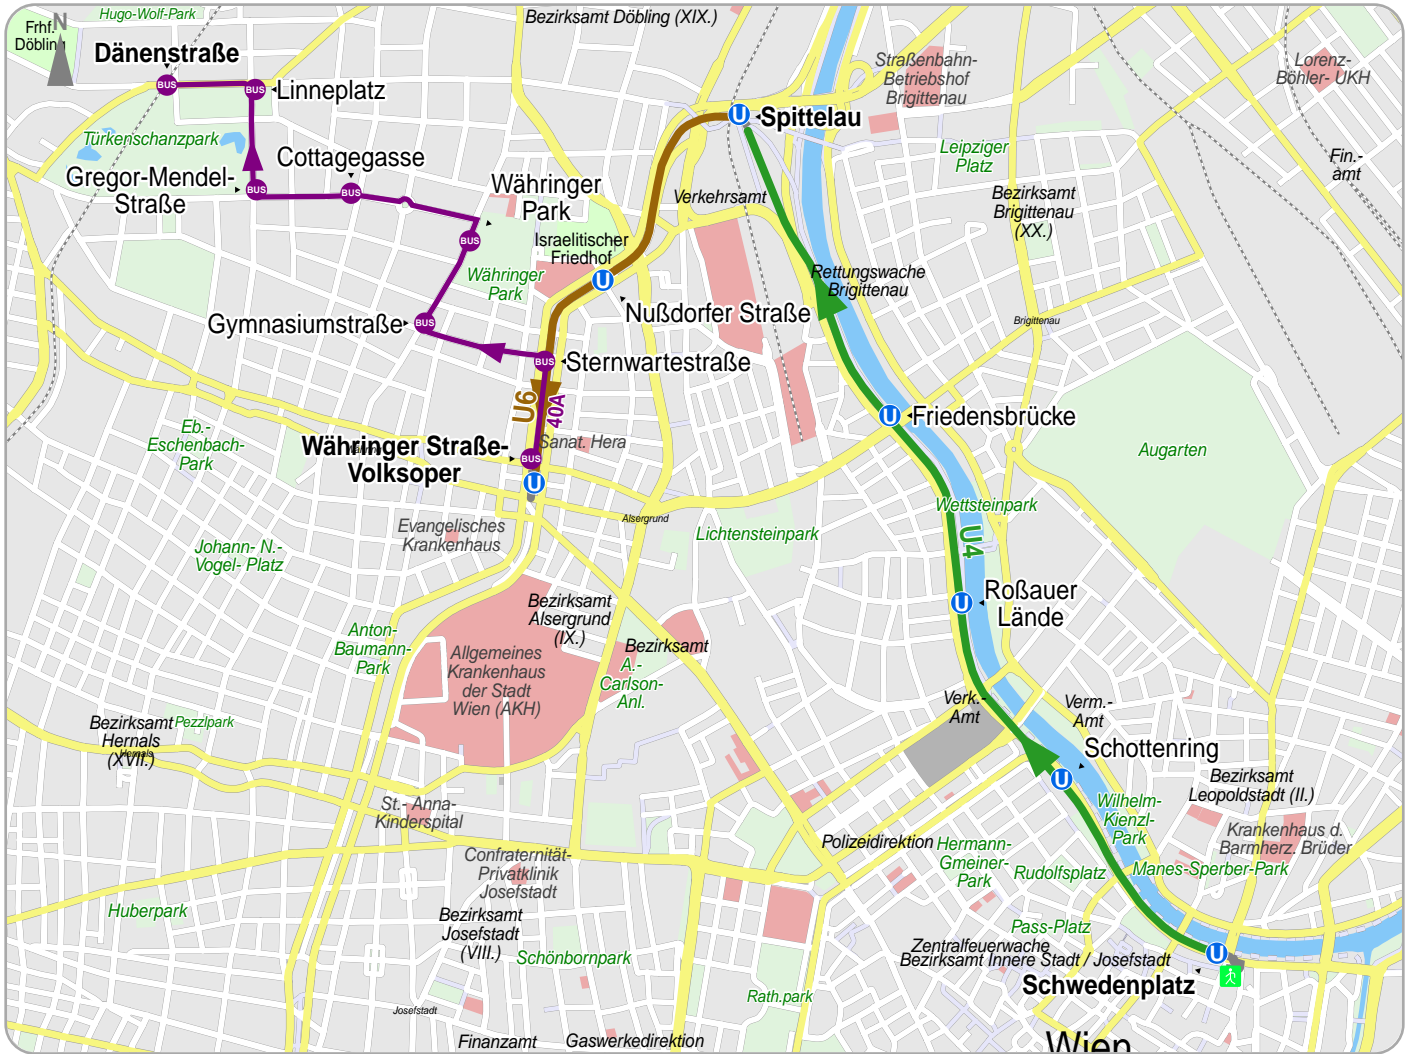 Hugo-Wolf-Park
Bezirksamt Döbling (XIX.)
Frhf.
Döbling
N
Dänenstraße
Straßenbahn-
Betriebshof
Brigittenau
Lorenz-
Böhler- UKH
BUS
BUS
Linneplatz
U
Spittelau
Türkenschanzpark
Cottagegasse
Leipziger
Platz
Fin.-
amt
Gregor-Mendel-
Straße
BUS
BUS
Währinger
Park
Verkehrsamt
Bezirksamt
Brigittenau
(XX.)
BUS
Israelitischer
Friedhof
Währinger
Park
U
Rettungswache
Brigittenau
Nußdorfer Straße
Gymnasiumstraße
BUS
Brigittenau
BUS
Sternwartestraße
U6
40A
U
Friedensbrücke
Eb.-
Eschenbach-
Park
Währinger Straße-
Volksoper
BUS
U
Sanat. Hera
Augarten
Evangelisches
Krankenhaus
Alsergrund
Lichtensteinpark
Wettsteinpark
U4
Johann- N.-
Vogel- Platz
U
Roßauer
Lände
Bezirksamt
Alsergrund
(IX.)
Anton-
Baumann-
Park
Allgemeines
Krankenhaus
der Stadt
Wien (AKH)
Bezirksamt
A.-
Carlson-
Anl.
Verk.-
Amt
Verm.-
Amt
Bezirksamt
Hernals
(XVII.)
Hernals
Pezzlpark
Schottenring
U
Bezirksamt
Leopoldstadt (II.)
St.- Anna-
Kinderspital
Wilhelm-
Kienzl-
Park
Krankenhaus d.
Barmherz. Brüder
Polizeidirektion
Hermann-
Gmeiner-
Park
Confraternität-
Privatklinik
Josefstadt
Rudolfsplatz
Manes-Sperber-Park
Huberpark
Bezirksamt
Josefstadt
(VIII.)
Pass-Platz
Schönbornpark
Zentralfeuerwache
Bezirksamt Innere Stadt / Josefstadt
U
Schwedenplatz
Rath.park
Josefstadt
Finanzamt
Gaswerkedirektion
Wien